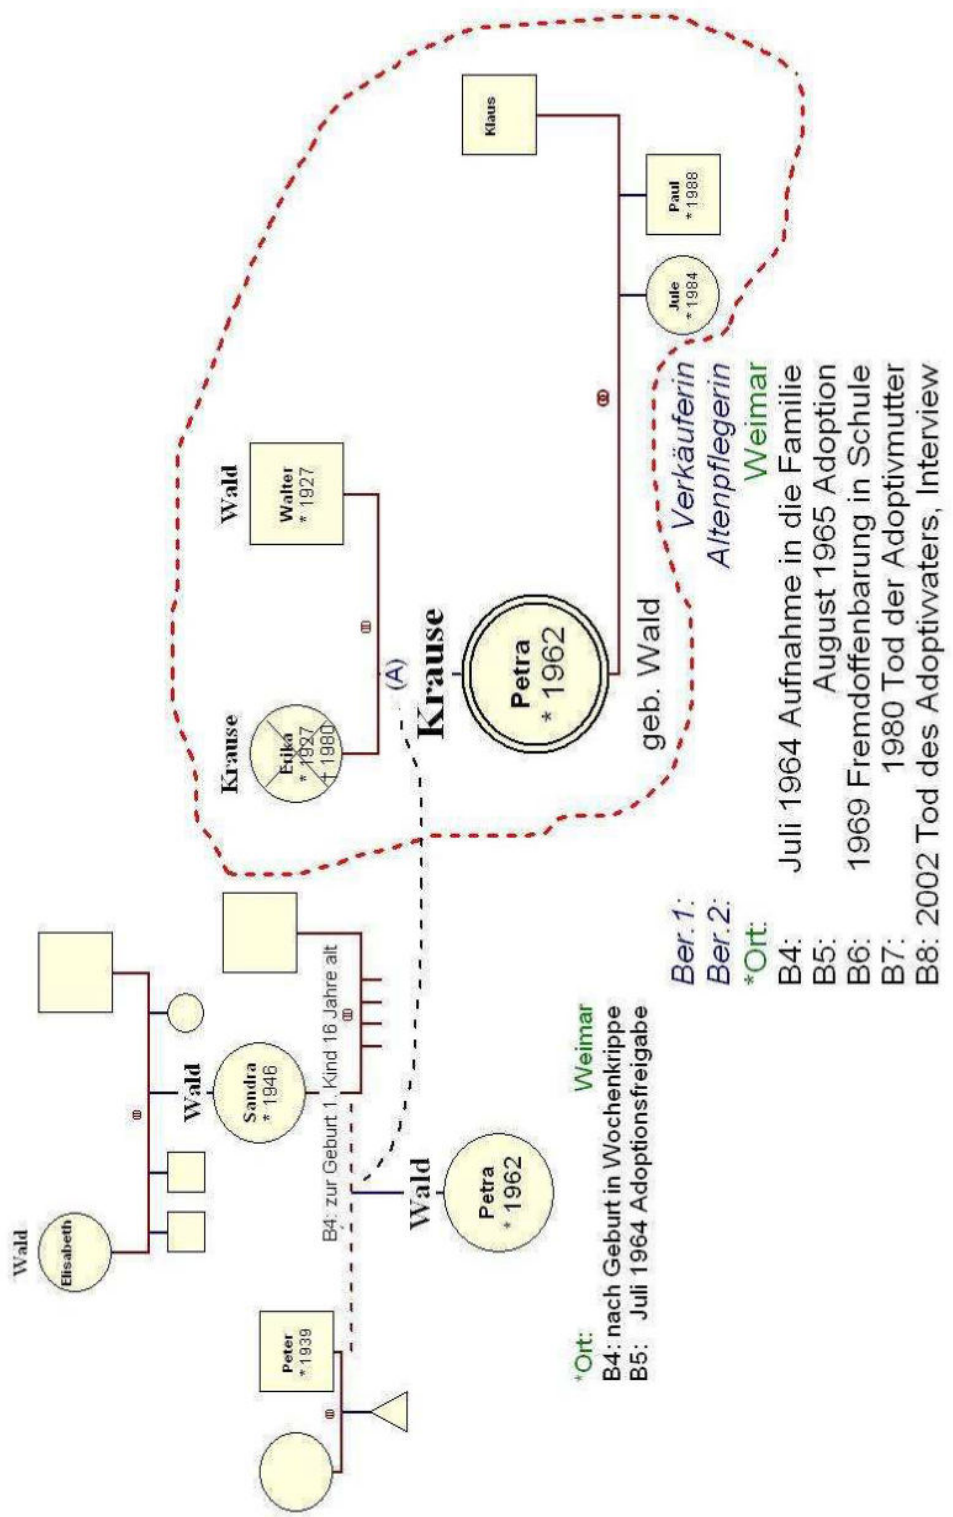 Wald
Elisabeth
Wald
Sandra
* 1946
Peter
* 1939
B4: zur Geburt 1. Kind 16 Jahre alt
Wald
Petra
* 1962
*Ort: Weimar
B4: nach Geburt in Wochenkrippe
B5: Juli 1964 Adoptionsfreigabe
Krause
Erika
* 1927
† 1980
Wald
Walter
* 1927
(A)
Krause
Petra
* 1962
geb. Wald
Klaus
Jule
* 1984
Paul
* 1988
Ber.1: Verkäuferin
Ber.2: Altenpflegerin
*Ort: Weimar
B4: Juli 1964 Aufnahme in die Familie
B5: August 1965 Adoption
B6: 1969 Fremdoffenbarung in Schule
B7: 1980 Tod der Adoptivmutter
B8: 2002 Tod des Adoptivvaters, Interview